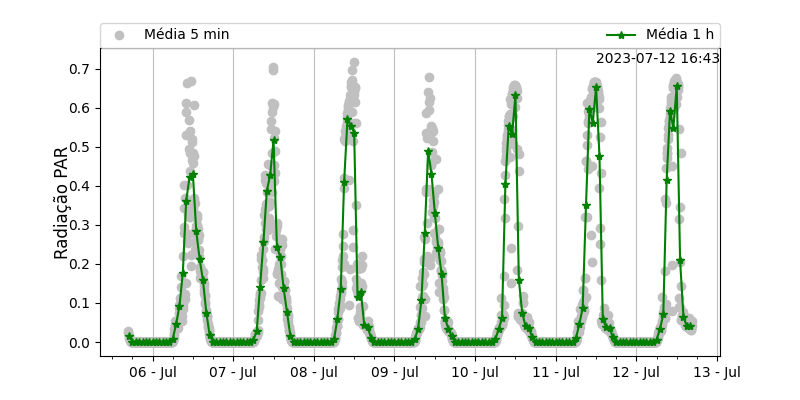 Média 5 min
Média 1 h
2023-07-12 16:43
Radiação PAR
0.7
0.6
0.5
0.4
0.3
0.2
0.1
0.0
06 - Jul
07 - Jul
08 - Jul
09 - Jul
10 - Jul
11 - Jul
12 - Jul
13 - Jul